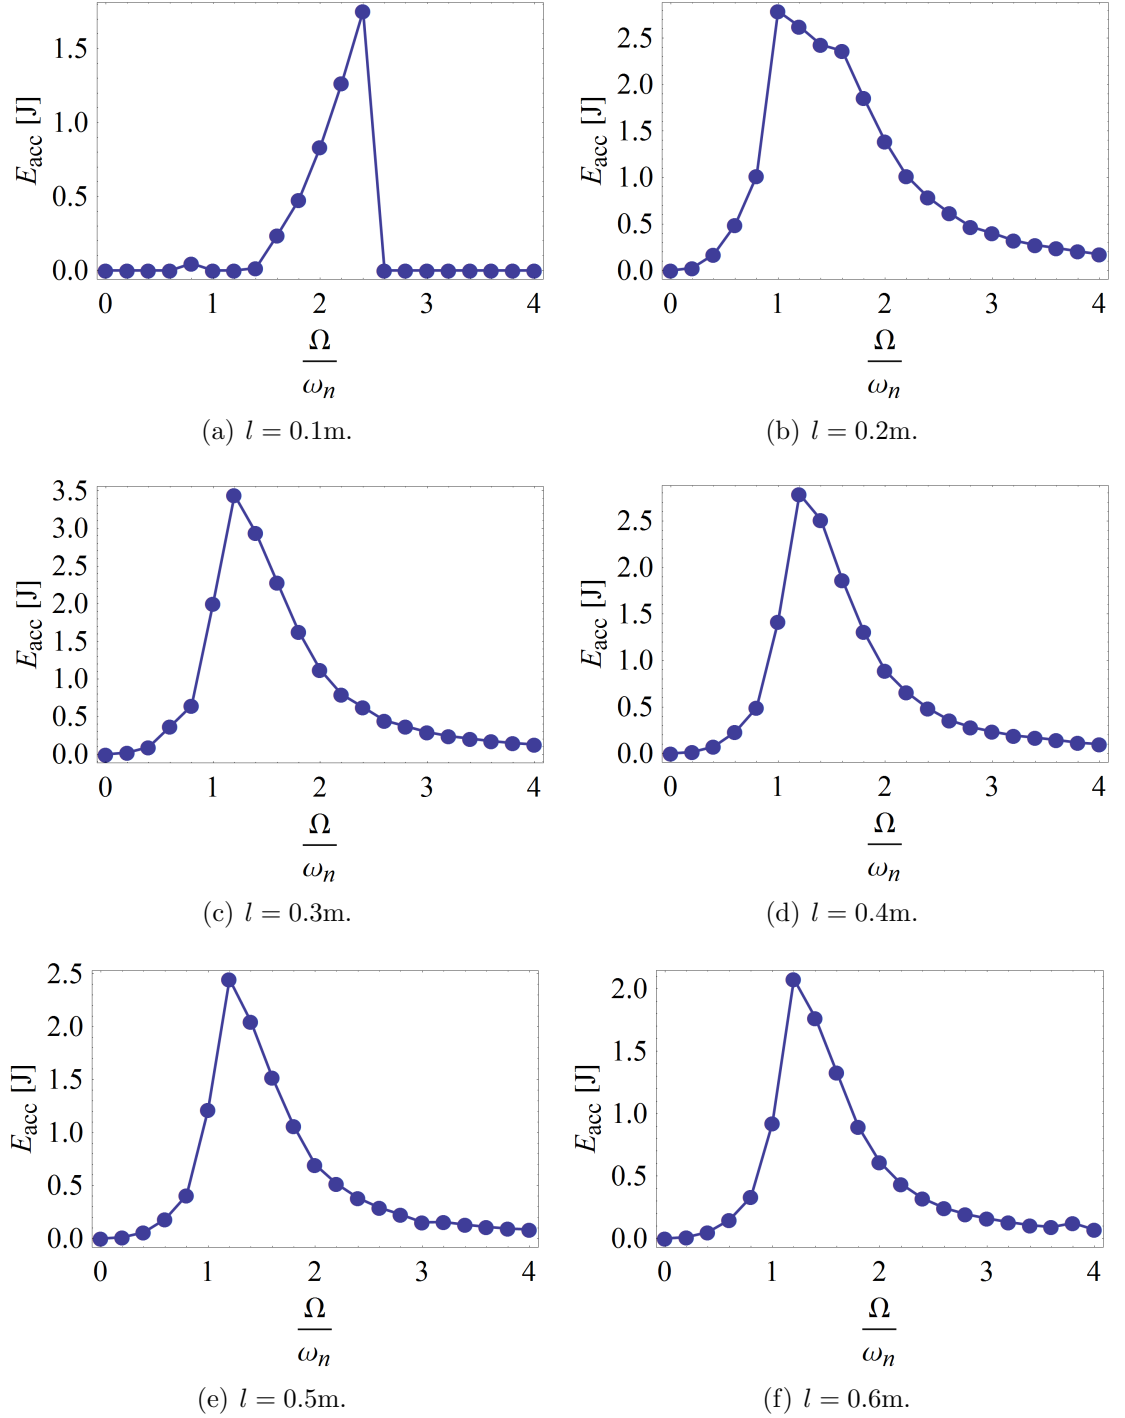 E_acc [J]
1.5
1.0
0.5
0.0
0 1 2 3 4
Ω
ω_n
(a) l = 0.1m.
E_acc [J]
2.5
2.0
1.5
1.0
0.5
0.0
0 1 2 3 4
Ω
ω_n
(b) l = 0.2m.
E_acc [J]
3.5
3.0
2.5
2.0
1.5
1.0
0.5
0.0
0 1 2 3 4
Ω
ω_n
(c) l = 0.3m.
E_acc [J]
2.5
2.0
1.5
1.0
0.5
0.0
0 1 2 3 4
Ω
ω_n
(d) l = 0.4m.
E_acc [J]
2.5
2.0
1.5
1.0
0.5
0.0
0 1 2 3 4
Ω
ω_n
(e) l = 0.5m.
E_acc [J]
2.0
1.5
1.0
0.5
0.0
0 1 2 3 4
Ω
ω_n
(f) l = 0.6m.